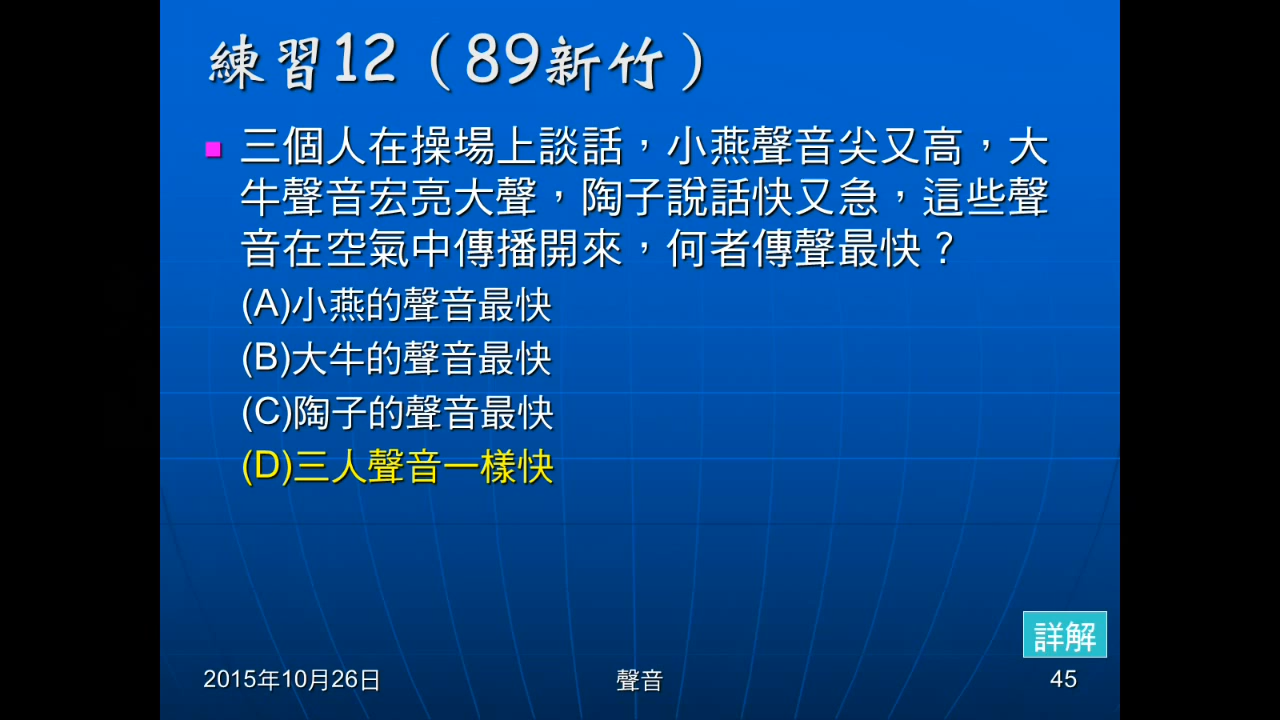 練習12（89新竹）
三個人在操場上談話，小燕聲音尖又高，大
牛聲音宏亮大聲，陶子說話快又急，這些聲
音在空氣中傳播開來，何者傳聲最快？
(A)小燕的聲音最快
(B)大牛的聲音最快
(C)陶子的聲音最快
(D)三人聲音一樣快
詳解
2015年10月26日
聲音
45